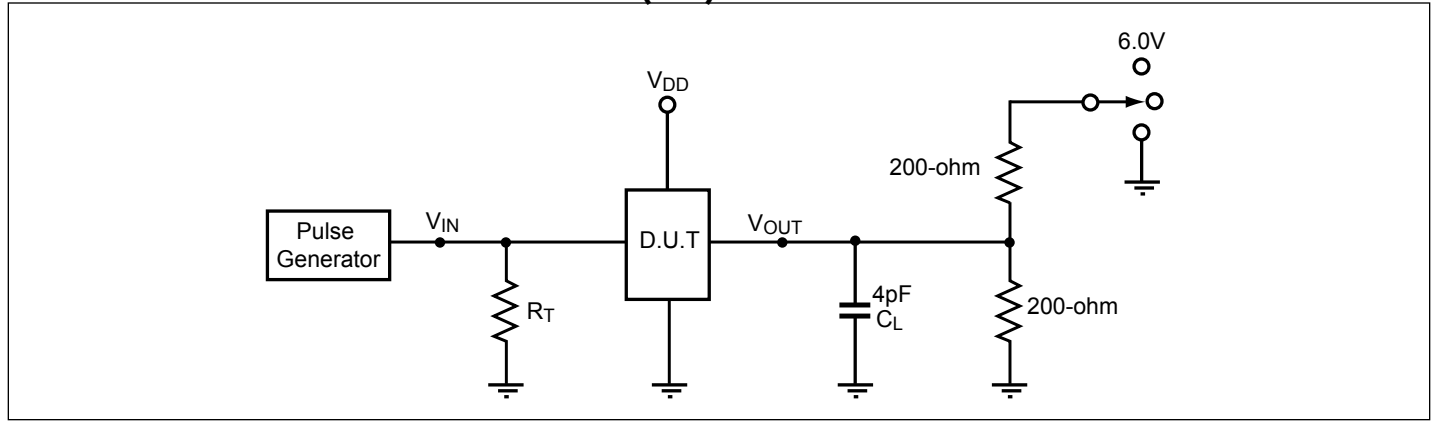 6.0V
VDD
200-ohm
Pulse
Generator
VIN
D.U.T
VOUT
RT
4pF
CL
200-ohm